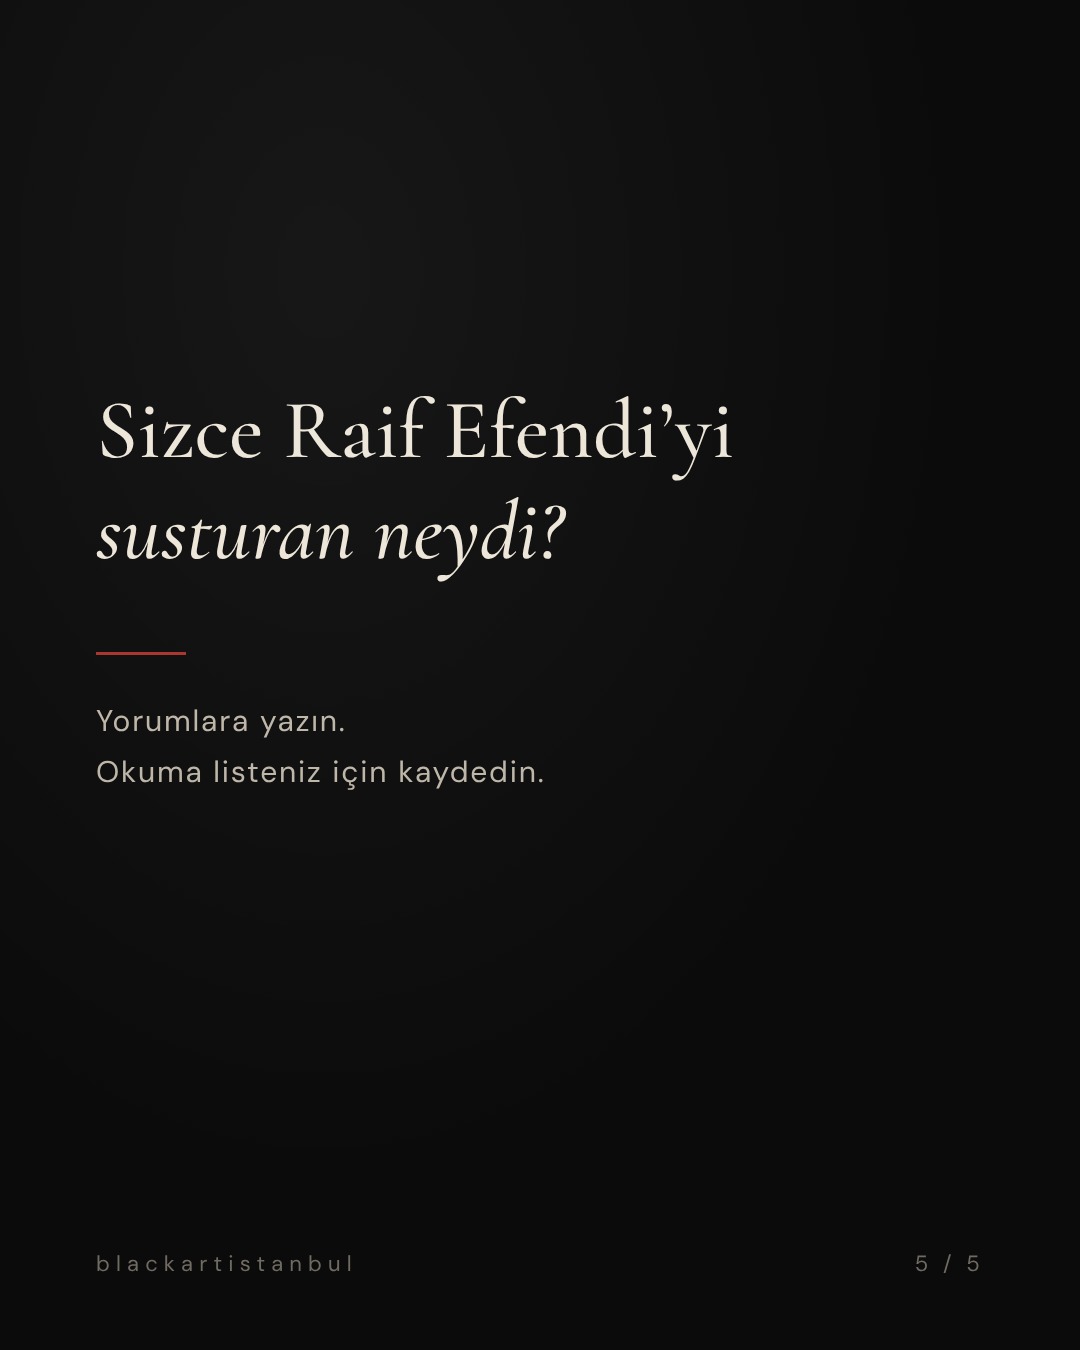 Sizce Raif Efendi’yi
susturan neydi?
Yorumlara yazın.
Okuma listeniz için kaydedin.
blackartistanbul
5 / 5